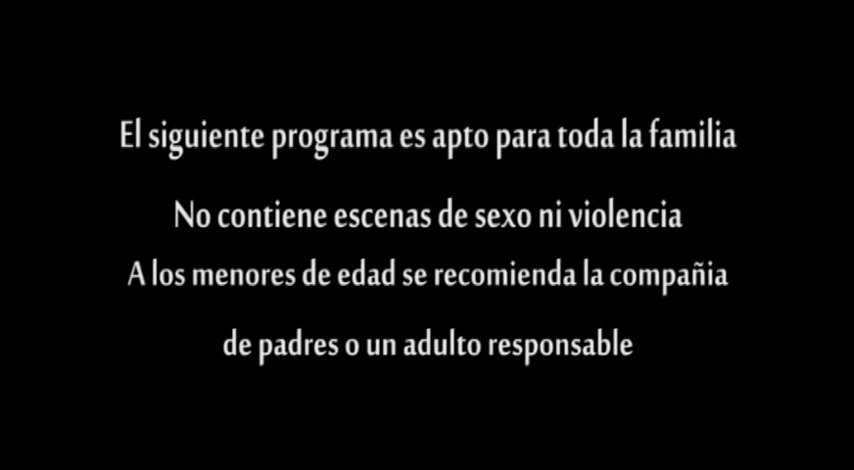 El siguiente programa es apto para toda la familia
No contiene escenas de sexo ni violencia
A los menores de edad se recomienda la compañia
de padres o un adulto responsable